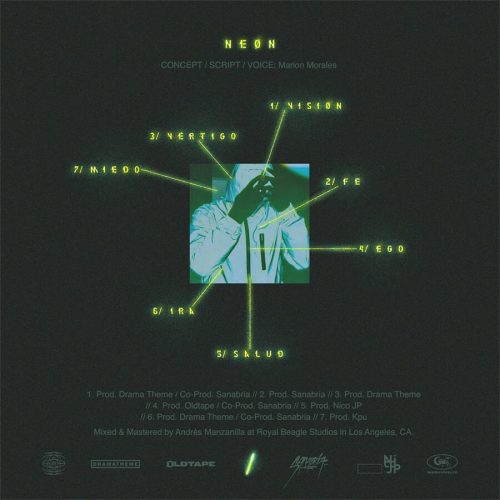 NEØN
CONCEPT / SCRIPT / VOICE: Marlon Morales
1/ VISIØN
3/ VERTIGO
7/ MIEDO
2/ FE
4/ EGO
6/ IRA
5/ SALUD
1. Prod. Drama Theme / Co-Prod. Sanabria // 2. Prod. Sanabria // 3. Prod. Drama Theme
// 4. Prod. Oldtape / Co-Prod. Sanabria // 5. Prod. Nico JP
// 6. Prod. Drama Theme / Co-Prod. Sanabria // 7. Prod. Kpu
Mixed & Mastered by Andrés Manzanilla at Royal Beagle Studios in Los Angeles, CA.
DRAMATHEME
ØLDTAPE
/